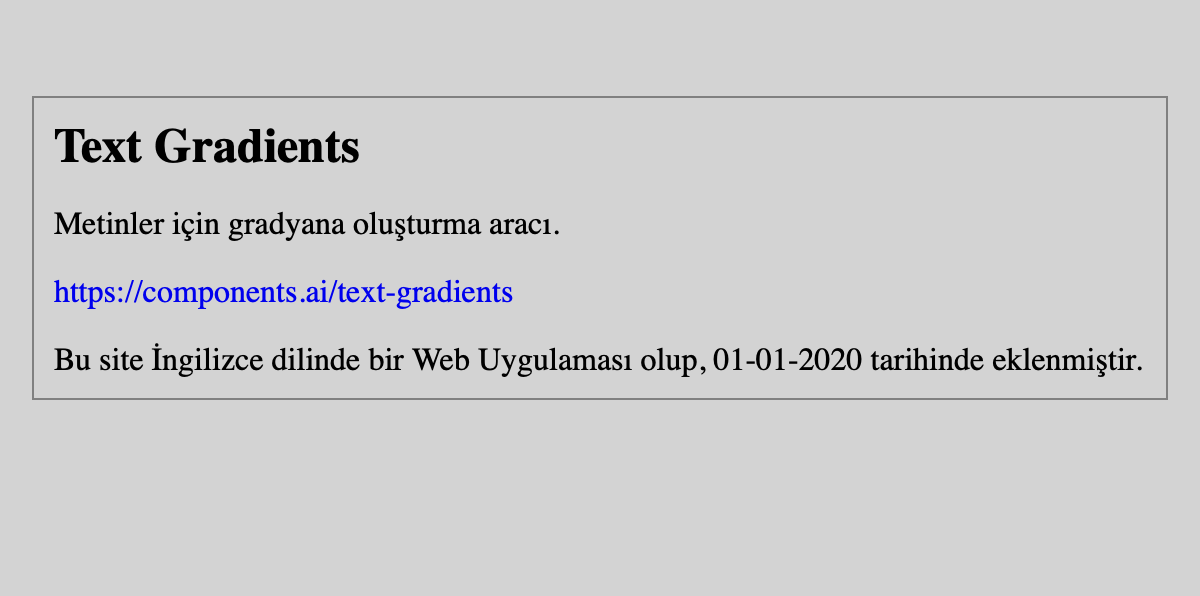 Text Gradients
Metinler için gradyana oluşturma aracı.
https://components.ai/text-gradients
Bu site İngilizce dilinde bir Web Uygulaması olup, 01-01-2020 tarihinde eklenmiştir.